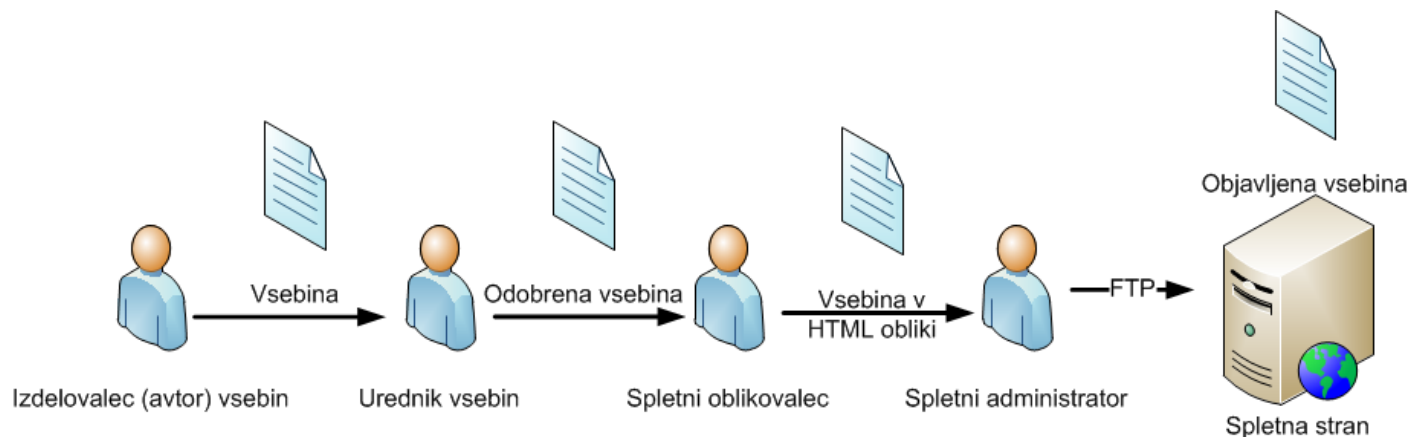 Objavljena vsebina
Vsebina
Odobrena vsebina
Vsebina v
HTML obliki
FTP
Izdelovalec (avtor) vsebin
Urednik vsebin
Spletni oblikovalec
Spletni administrator
Spletna stran